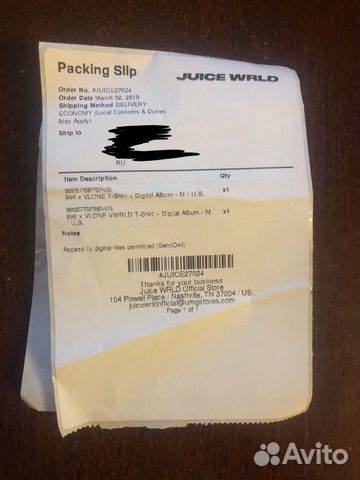 Packing Slip
JUICE WRLD
Order No. #JUICE27024
Order Date March 02, 2019
Shipping Method DELIVERY
ECONOMY (Local Customs & Duties
May Apply)
Ship to
RU
Item Description Qty
999 x VLONE T-Shirt + Digital Album - M / U.S. x1
999 x VLONE VWRLD T-Shirt + Digital Album - M x1
/ U.S.
Notes
Access to digital files permitted [SendOwl]
#JUICE27024
Thanks for your business
Juice WRLD Official Store
104 Powell Place / Nashville, TN 37204 / US
juicewrldofficial@umgstores.com
Page 1 of 1
Avito